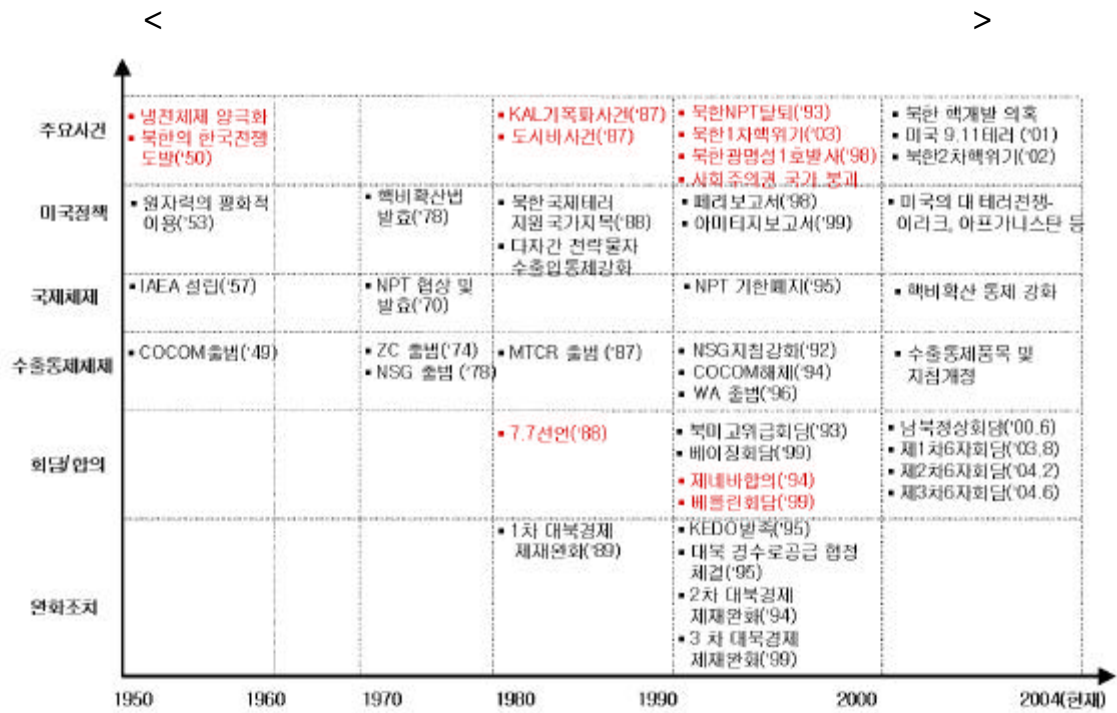 < >
주요사건
▪ 냉전체제 양극화
▪ 북한의 한국전쟁
도발('50)
▪ KAL기폭파사건('87)
▪ 도시바사건('87)
▪ 북한NPT탈퇴('93)
▪ 북한1차핵위기('03)
▪ 북한광명성1호발사('98)
▪ 사회주의권 국가 붕괴
▪ 북한 핵개발 의혹
▪ 미국 9.11테러 ('01)
▪ 북한2차핵위기('02)
미국정책
▪ 원자력의 평화적
이용('53)
▪ 핵비확산법
발효('78)
▪ 북한국제테러
지원국가지목('88)
▪ 다자간 전략물자
수출입통제강화
▪ 페리보고서('98)
▪ 아미티지보고서('99)
▪ 미국의 대 테러전쟁-
이라크, 아프가니스탄 등
국제체제
▪ IAEA 설립('57)
▪ NPT 협상 및
발효('70)
▪ NPT 기한폐지('95)
▪ 핵비확산 통제 강화
수출통제체제
▪ COCOM출범('49)
▪ ZC 출범('74)
▪ NSG 출범 ('78)
▪ MTCR 출범 ('87)
▪ NSG지침강화('92)
▪ COCOM해체('94)
▪ WA 출범('96)
▪ 수출통제품목 및
지침개정
회담/합의
▪ 7.7선언('88)
▪ 북미고위급회담('93)
▪ 베이징회담('99)
▪ 제네바합의('94)
▪ 베를린회담('99)
▪ 남북정상회담('00.6)
▪ 제1차6자회담('03.8)
▪ 제2차6자회담('04.2)
▪ 제3차6자회담('04.6)
완화조치
▪ 1차 대북경제
제재완화('89)
▪ KEDO발족('95)
▪ 대북 경수로공급 협정
체결('95)
▪ 2차 대북경제
제재완화('94)
▪ 3 차 대북경제
제재완화('99)
1950 1960 1970 1980 1990 2000 2004(현재)